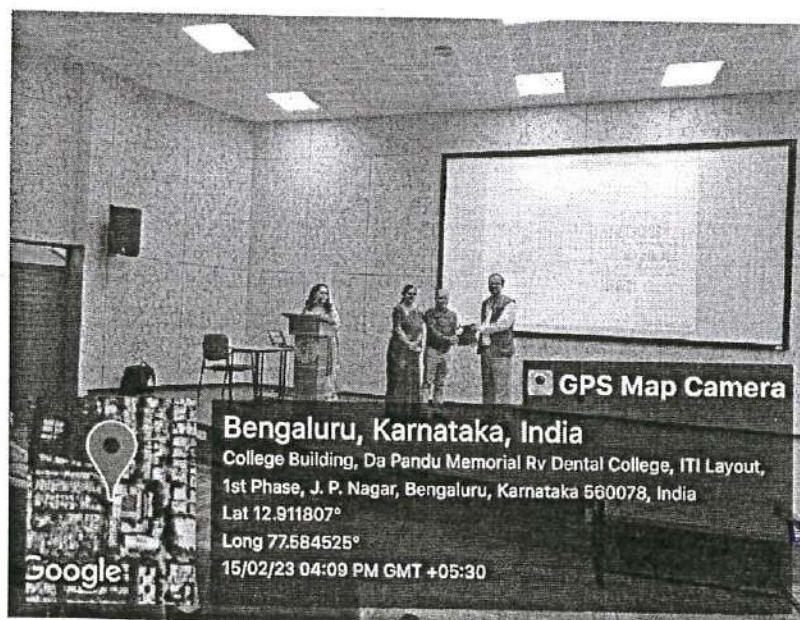 GPS Map Camera
Bengaluru, Karnataka, India
College Building, Da Pandu Memorial Rv Dental College, ITI Layout,
1st Phase, J. P. Nagar, Bengaluru, Karnataka 560078, India
Lat 12.911807°
Long 77.584525°
15/02/23 04:09 PM GMT +05:30
Google